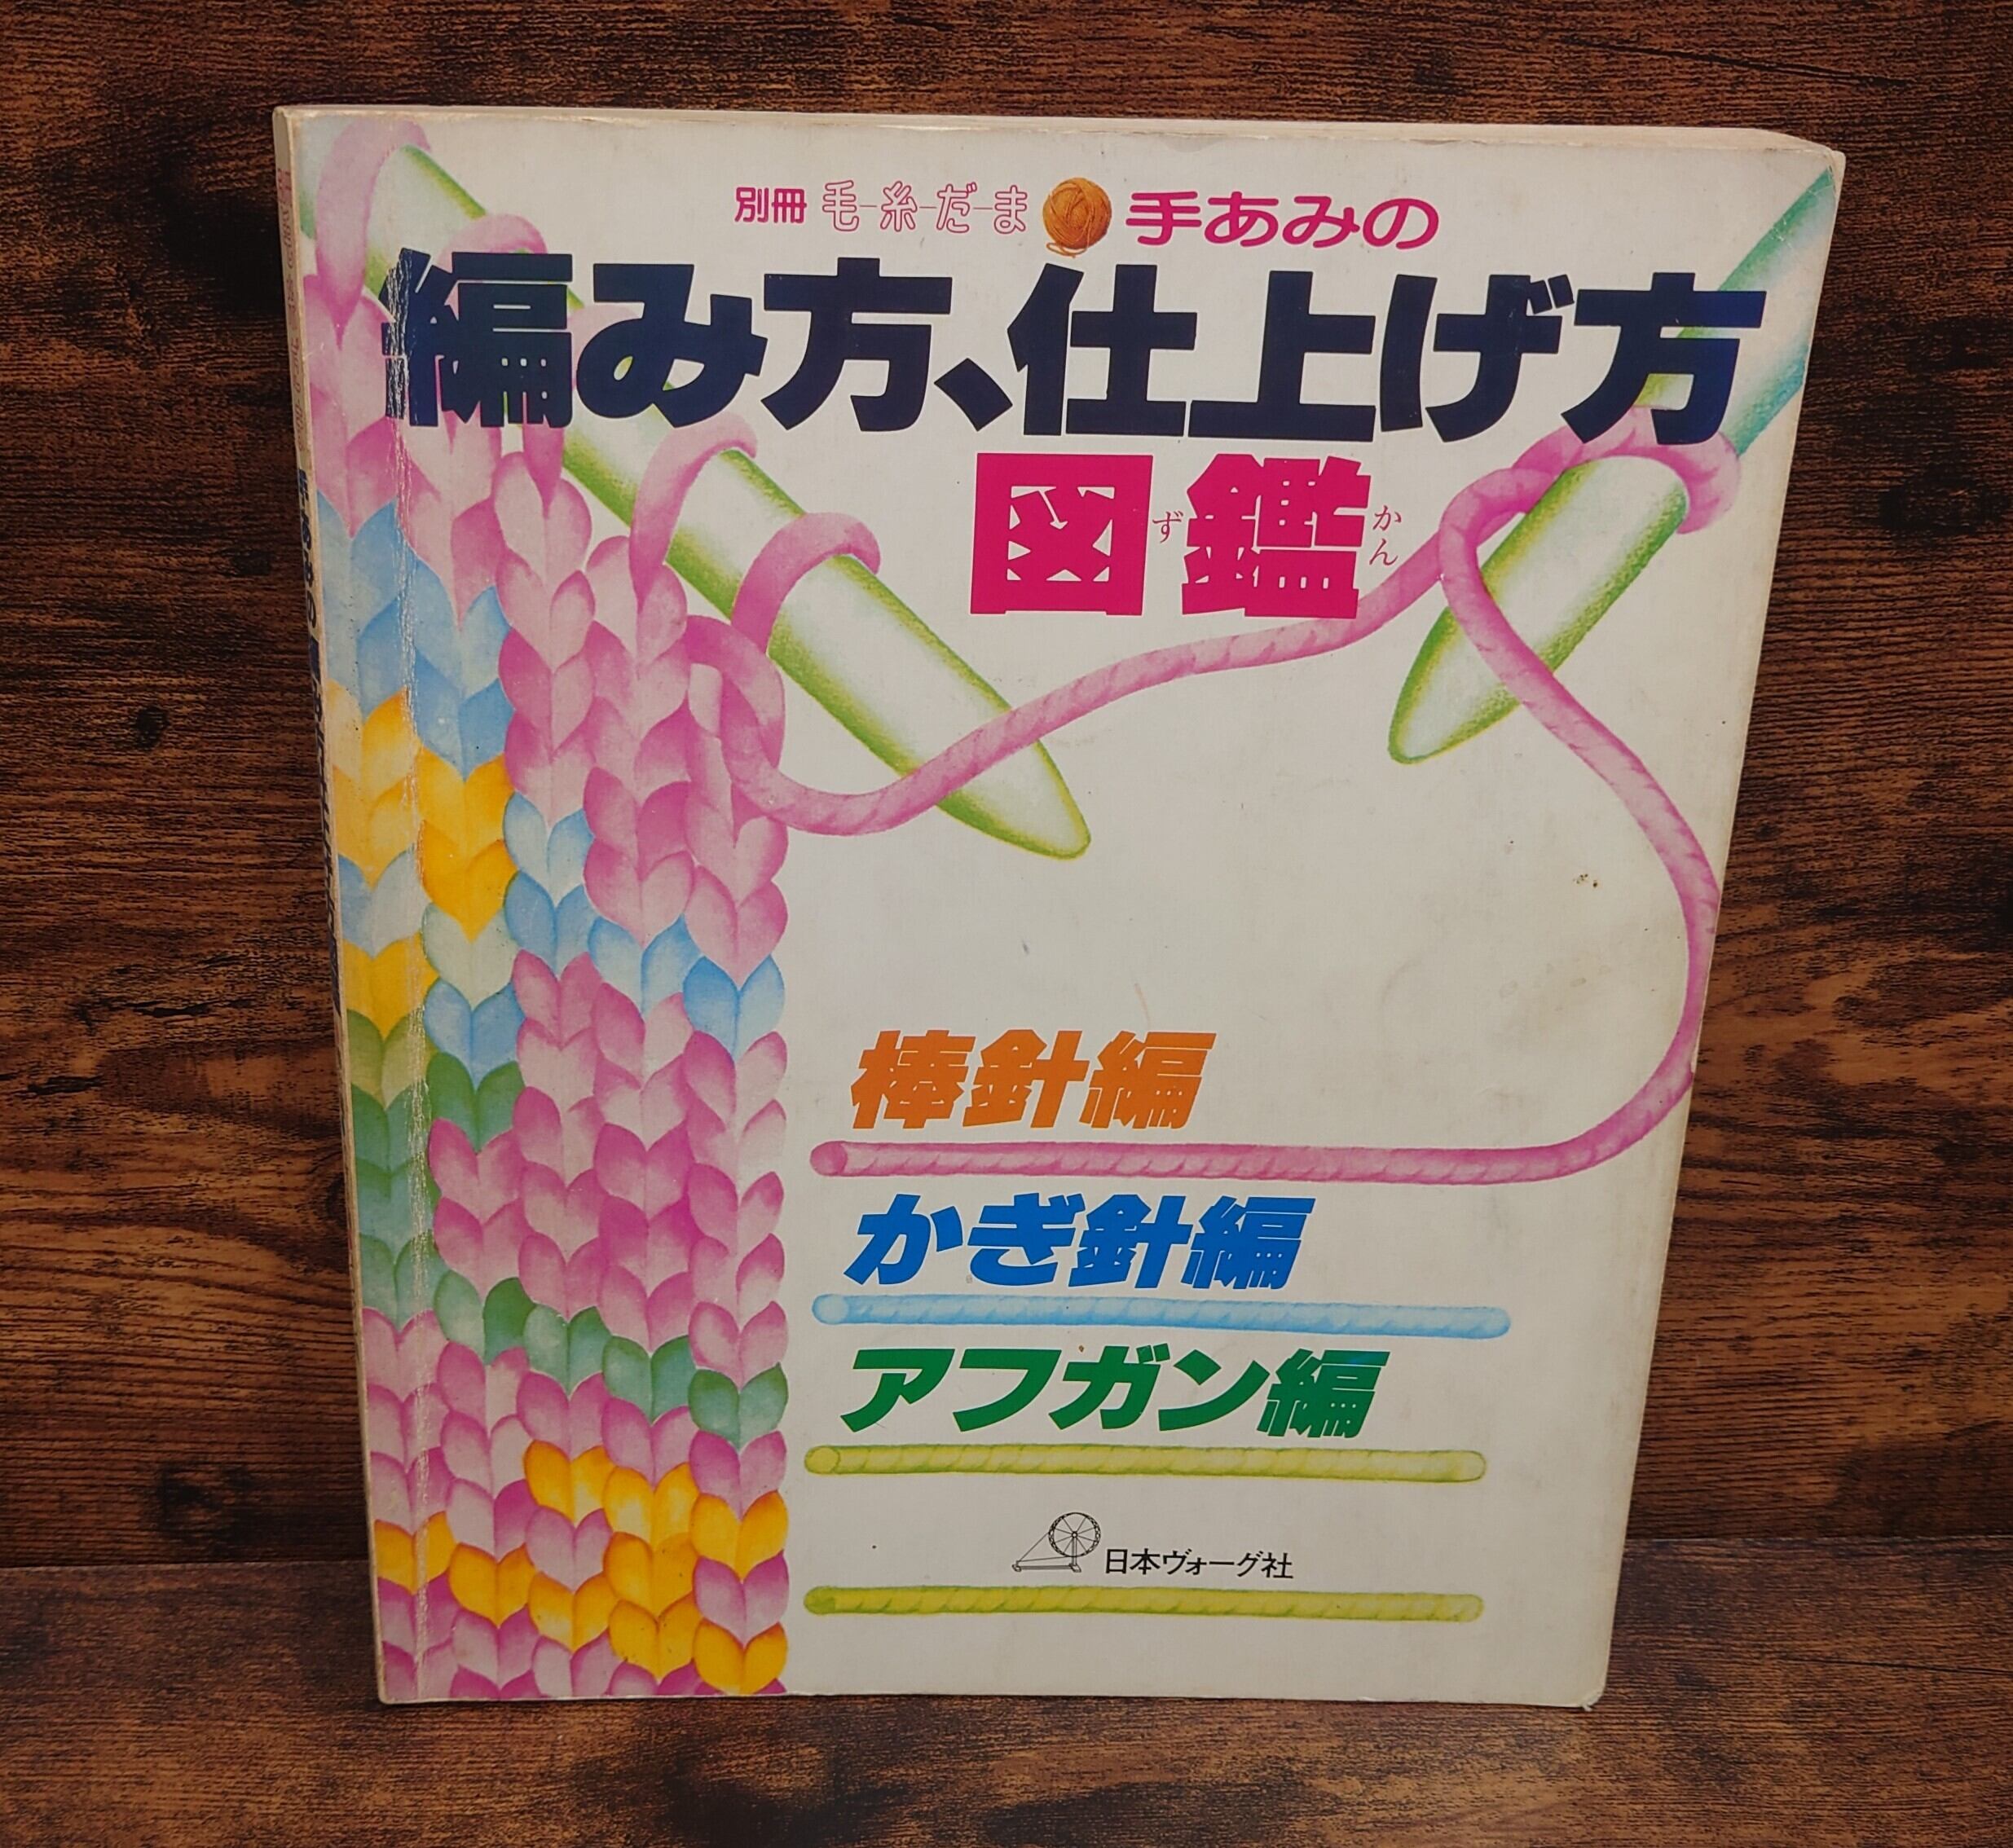 別冊 毛糸だま 手あみの
編み方、仕上げ方
図鑑
ず
かん
棒針編
かぎ針編
アフガン編
日本ヴォーグ社